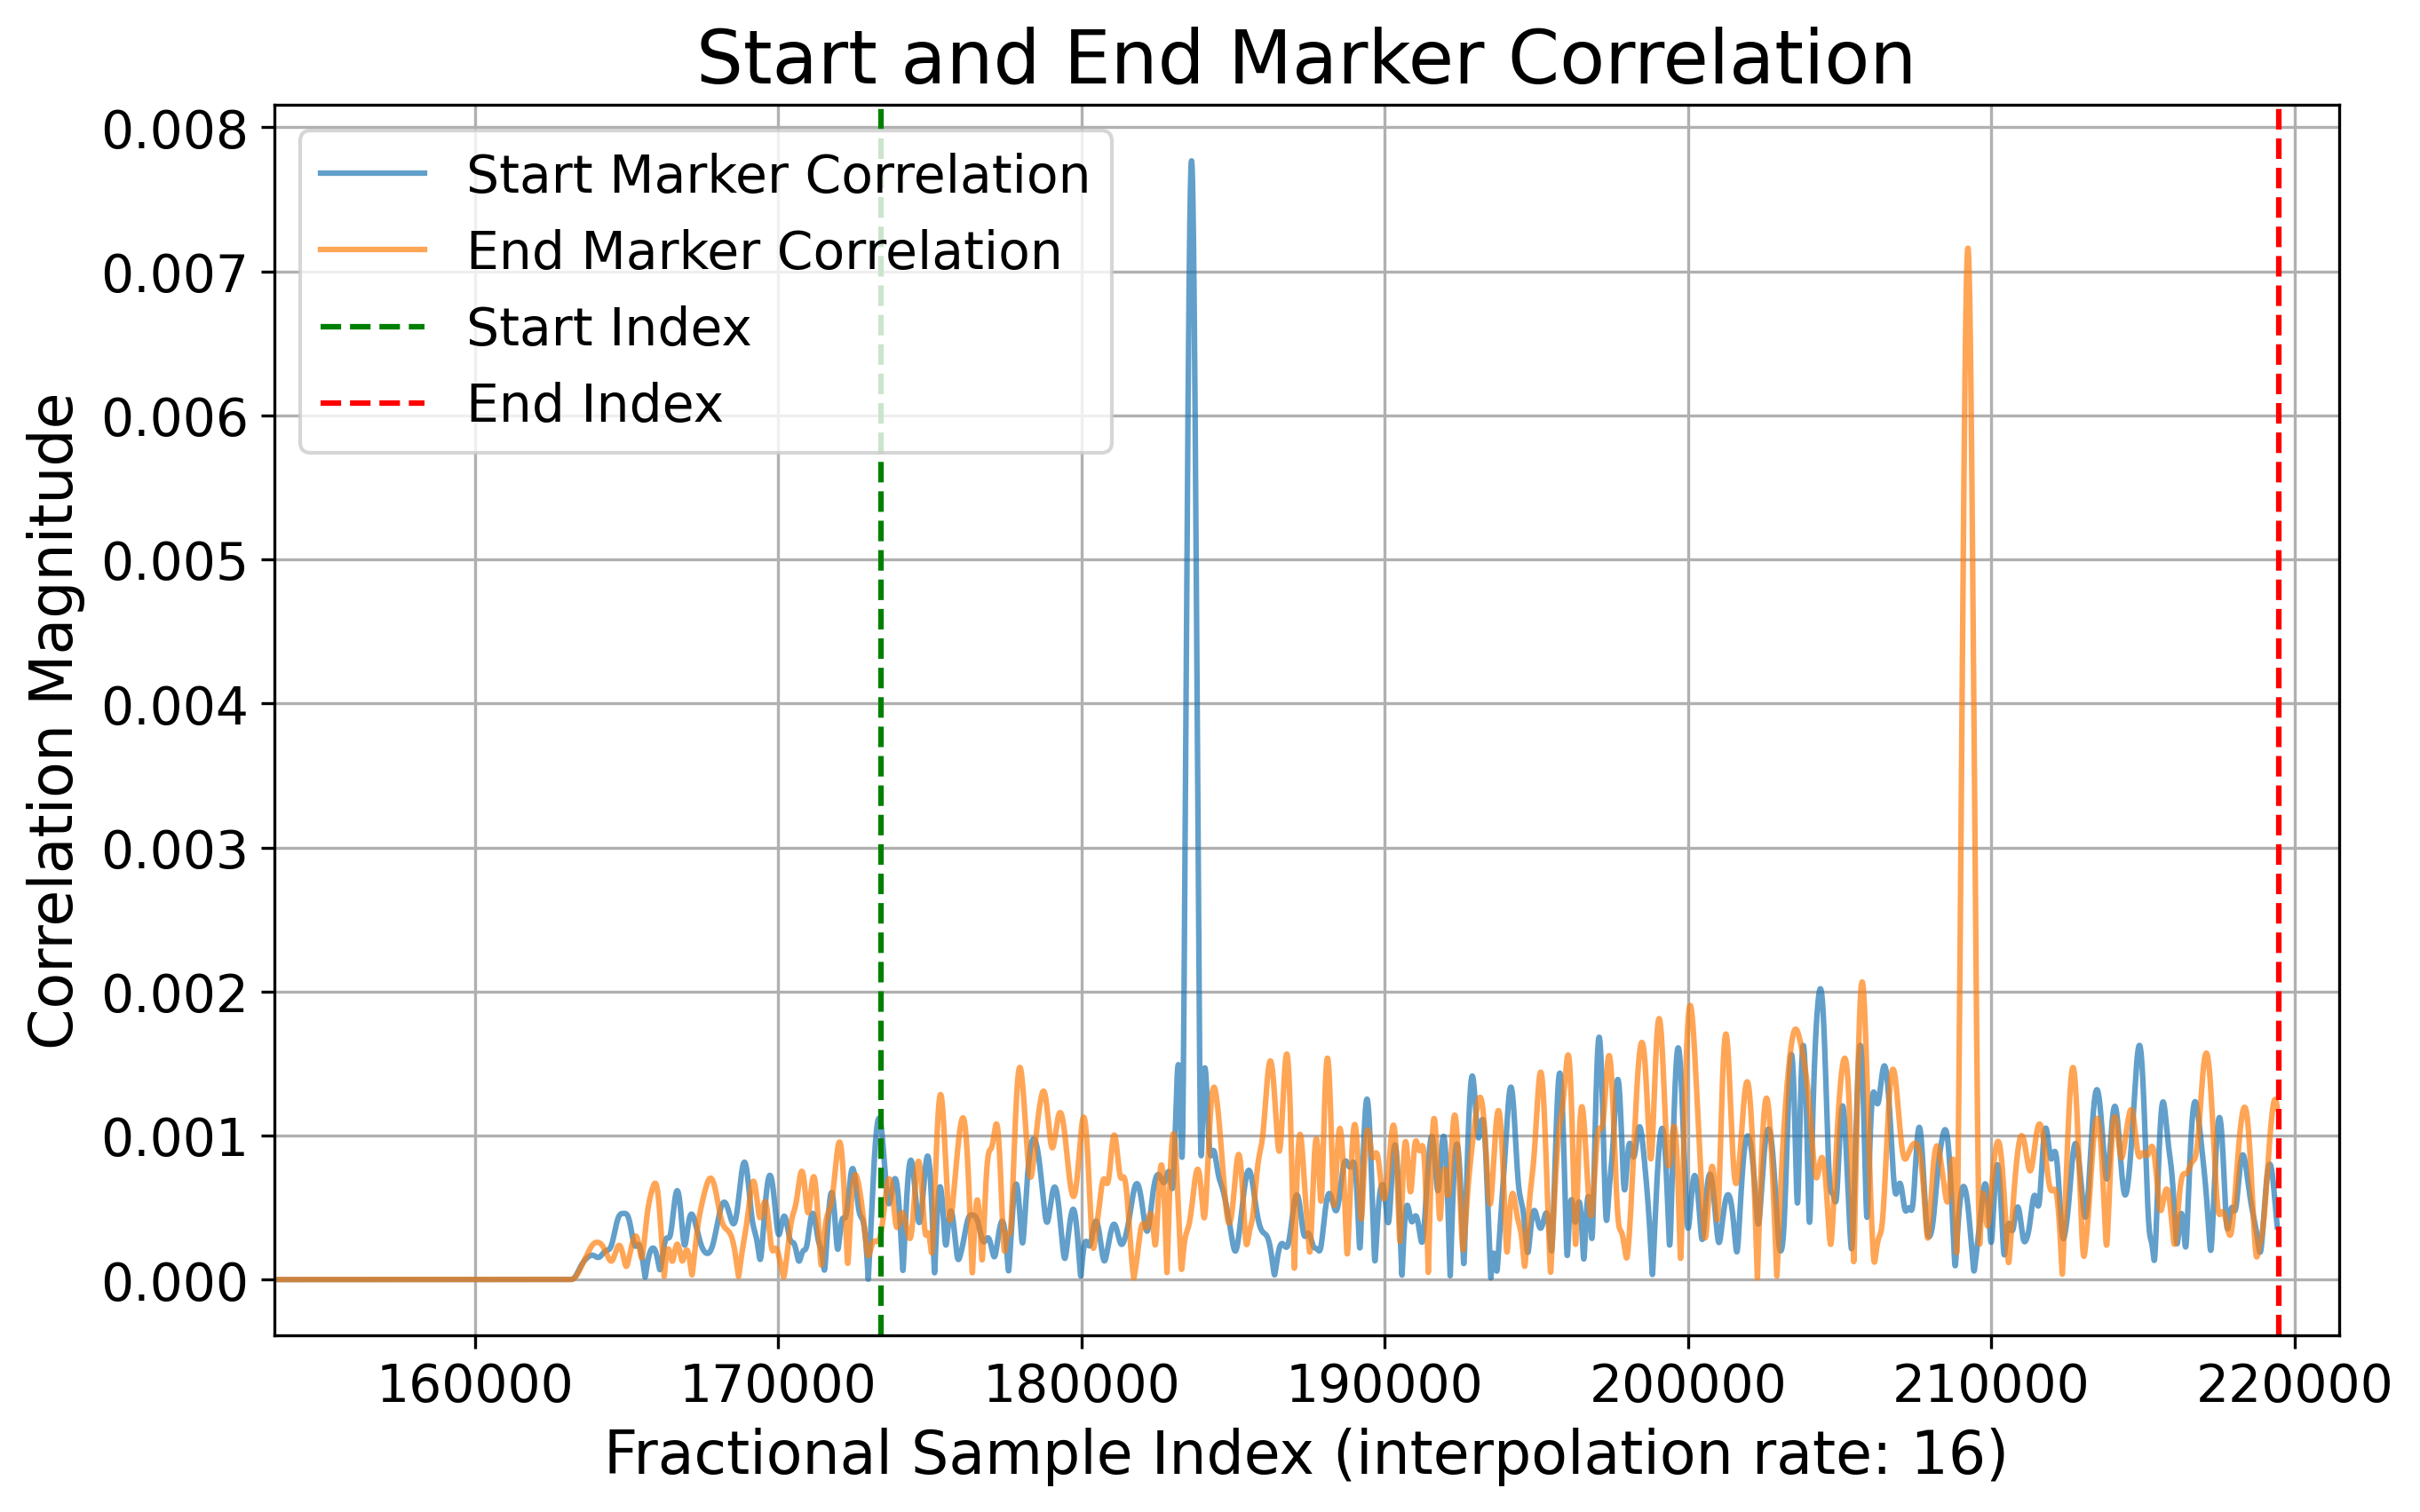 Start and End Marker Correlation
Correlation Magnitude
0.008
0.007
0.006
0.005
0.004
0.003
0.002
0.001
0.000
Start Marker Correlation
End Marker Correlation
Start Index
End Index
160000 170000 180000 190000 200000 210000 220000
Fractional Sample Index (interpolation rate: 16)